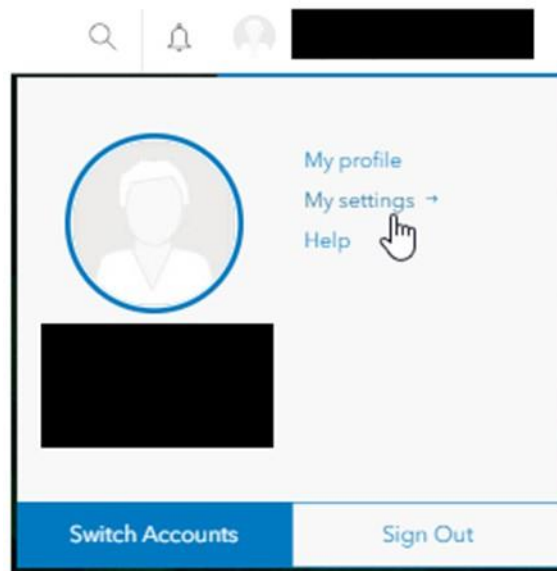 My profile
My settings →
Help
Switch Accounts
Sign Out